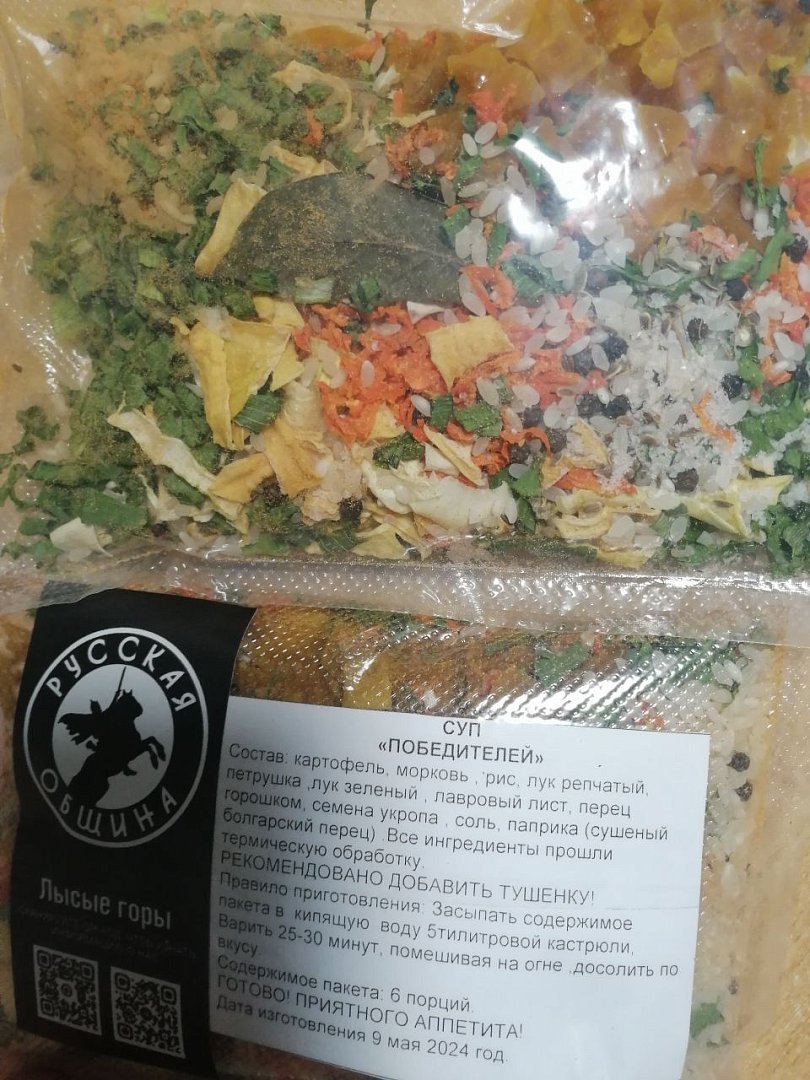 РУССКАЯ
ОБЩИНА
Лысые горы
СУП
«ПОБЕДИТЕЛЕЙ»
Состав: картофель, морковь , рис, лук репчатый,
петрушка ,лук зеленый , лавровый лист, перец
горошком, семена укропа , соль, паприка (сушеный
болгарский перец) .Все ингредиенты прошли
термическую обработку.
РЕКОМЕНДОВАНО ДОБАВИТЬ ТУШЕНКУ!
Правило приготовления: Засыпать содержимое
пакета в кипящую воду 5тилитровой кастрюли,
Варить 25-30 минут, помешивая на огне ,досолить по
вкусу.
Содержимое пакета: 6 порций.
ГОТОВО! ПРИЯТНОГО АППЕТИТА!
Дата изготовления 9 мая 2024 год.